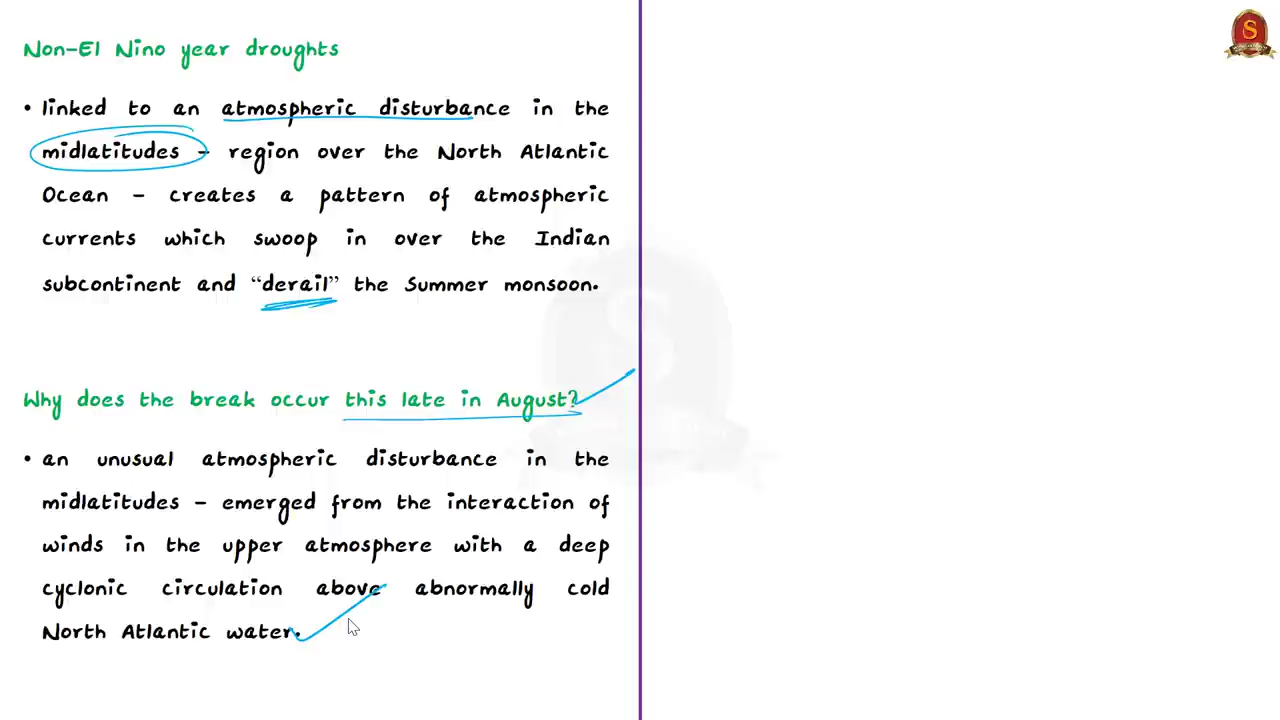 Non-El Nino year droughts
• linked to an atmospheric disturbance in the
midlatitudes - region over the North Atlantic
Ocean - creates a pattern of atmospheric
currents which swoop in over the Indian
subcontinent and “derail” the Summer monsoon.
Why does the break occur this late in August?
• an unusual atmospheric disturbance in the
midlatitudes - emerged from the interaction of
winds in the upper atmosphere with a deep
cyclonic circulation above abnormally cold
North Atlantic water.
S